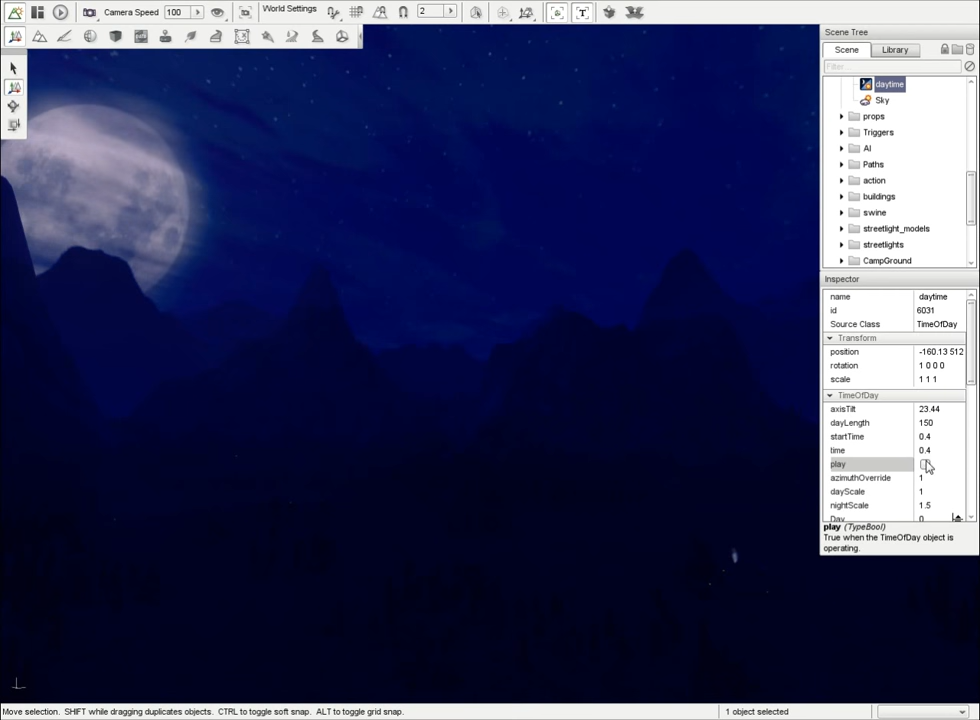 Camera Speed 100 World Settings 2
Scene Tree
Scene Library
Filter...
daytime
Sky
props
Triggers
AI
Paths
action
buildings
swine
streetlight_models
streetlights
CampGround
Inspector
name daytime
id 6031
Source Class TimeOfDay
Transform
position -160.13 512
rotation 1 0 0 0
scale 1 1 1
TimeOfDay
axisTilt 23.44
dayLength 150
startTime 0.4
time 0.4
play
azimuthOverride 1
dayScale 1
nightScale 1.5
Day 0
play (TypeBool)
True when the TimeOfDay object is
operating.
Move selection. SHIFT while dragging duplicates objects. CTRL to toggle soft snap. ALT to toggle grid snap. 1 object selected